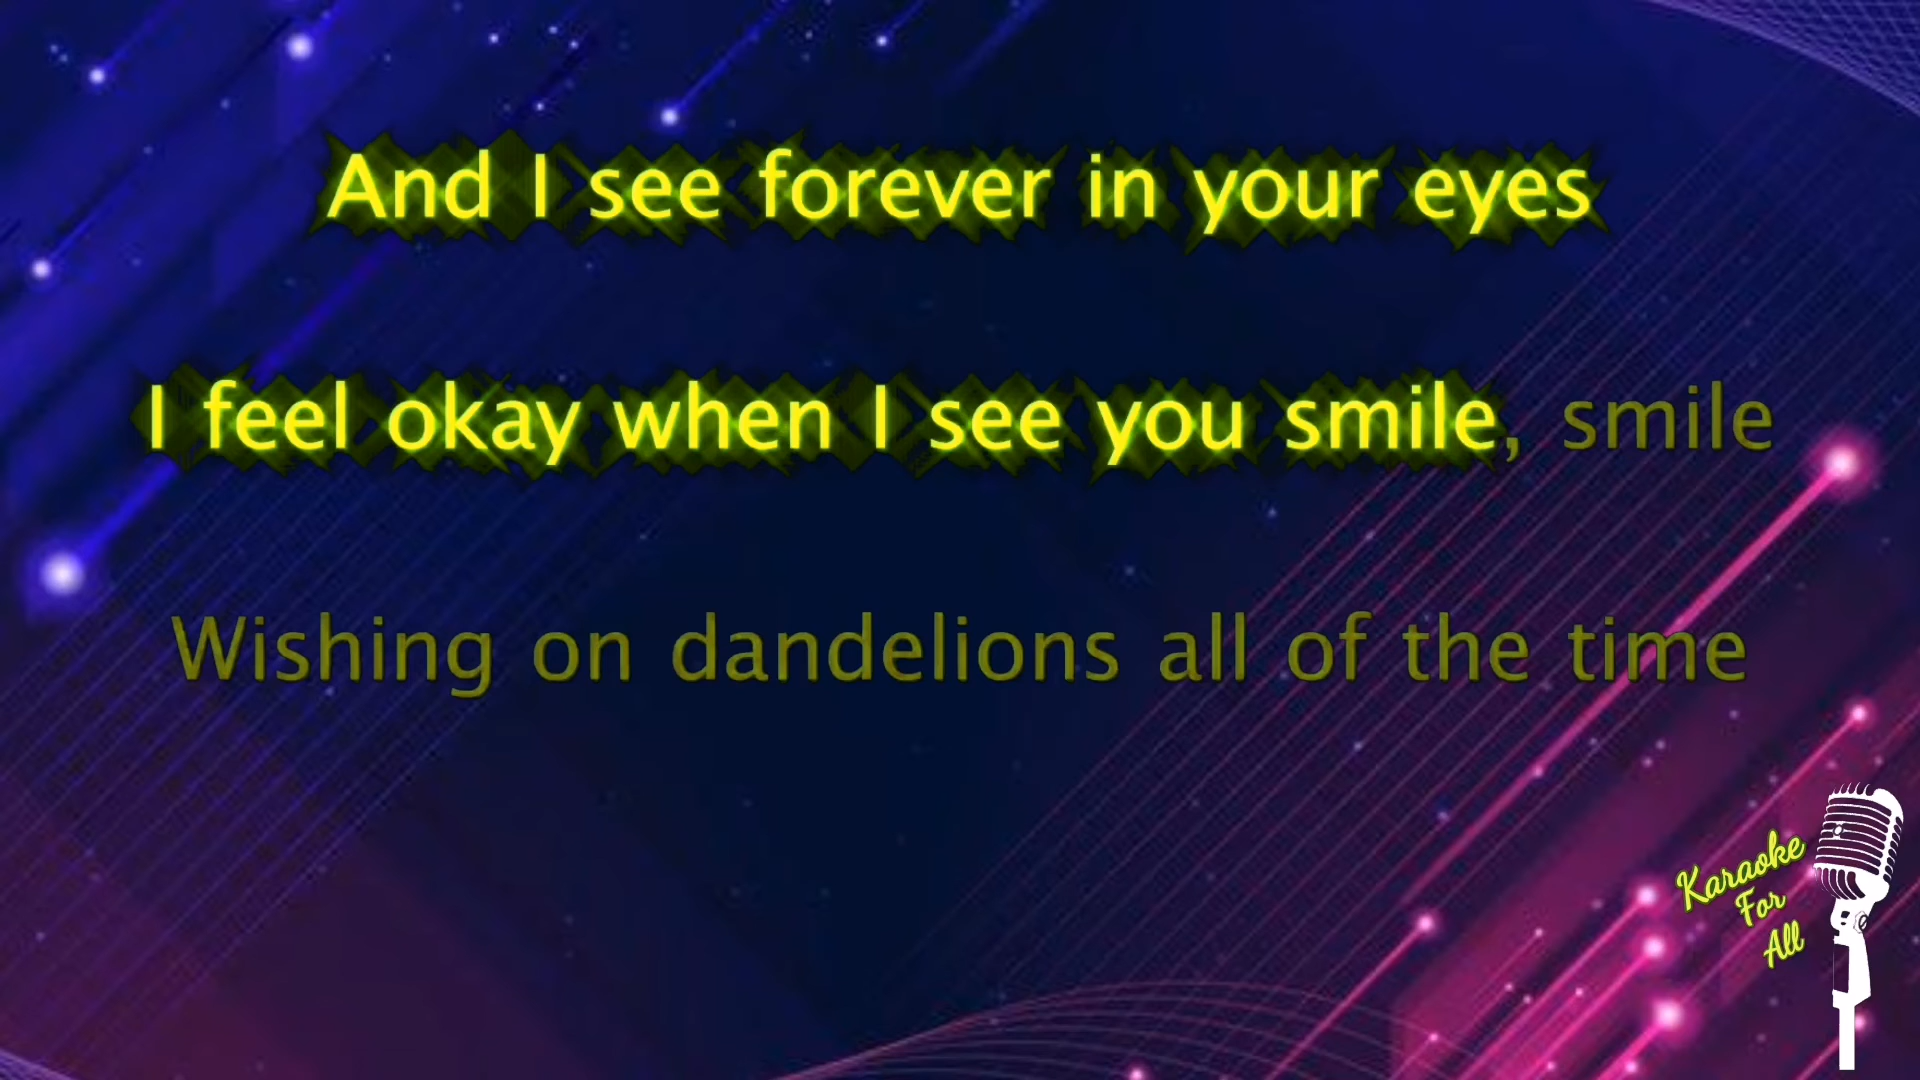 And I see forever in your eyes
I feel okay when I see you smile, smile
Wishing on dandelions all of the time
Karaoke
For
All